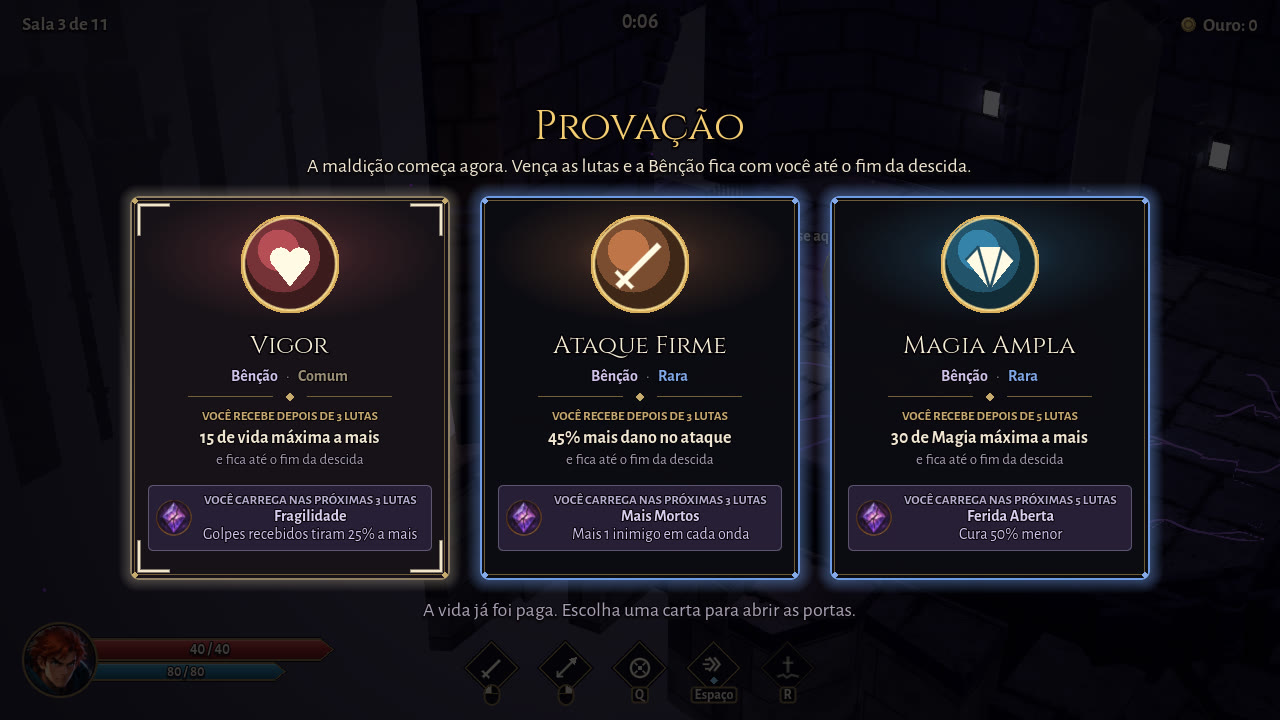 Sala 3 de 11
0:06
Ouro: 0
Provação
A maldição começa agora. Vença as lutas e a Bênção fica com você até o fim da descida.
Vigor
Bênção · Comum
VOCÊ RECEBE DEPOIS DE 3 LUTAS
15 de vida máxima a mais
e fica até o fim da descida
VOCÊ CARREGA NAS PRÓXIMAS 3 LUTAS
Fragilidade
Golpes recebidos tiram 25% a mais
Ataque Firme
Bênção · Rara
VOCÊ RECEBE DEPOIS DE 3 LUTAS
45% mais dano no ataque
e fica até o fim da descida
VOCÊ CARREGA NAS PRÓXIMAS 3 LUTAS
Mais Mortos
Mais 1 inimigo em cada onda
se aq
Magia Ampla
Bênção · Rara
VOCÊ RECEBE DEPOIS DE 5 LUTAS
30 de Magia máxima a mais
e fica até o fim da descida
VOCÊ CARREGA NAS PRÓXIMAS 5 LUTAS
Ferida Aberta
Cura 50% menor
A vida já foi paga. Escolha uma carta para abrir as portas.
40 / 40
80 / 80
Q
Espaço
R